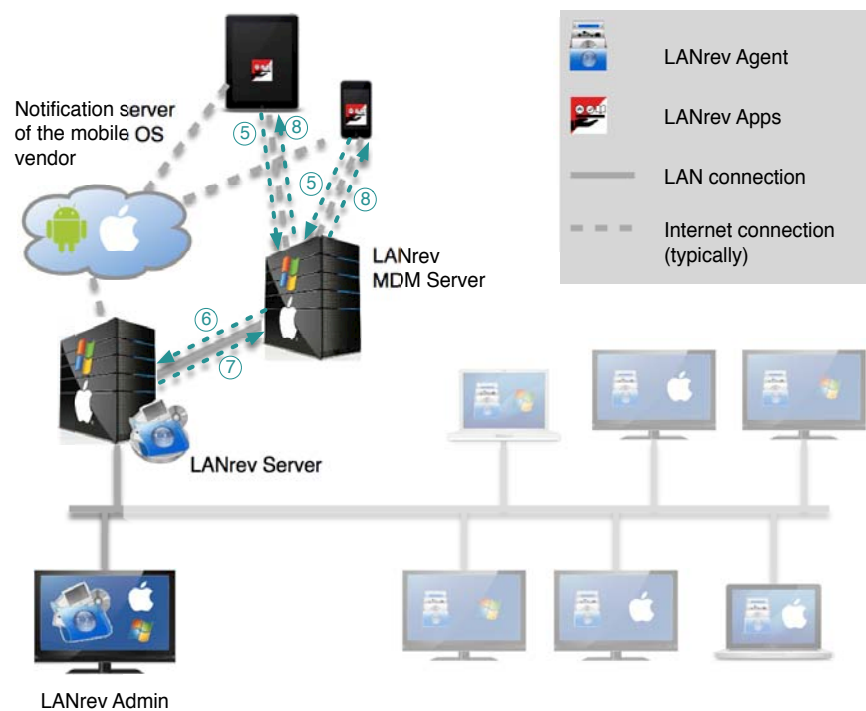 Notification server
of the mobile OS
vendor
⑤
⑧
⑤
⑧
LANrev
MDM Server
⑥
⑦
LANrev Server
LANrev Admin
LANrev Agent
LANrev Apps
LAN connection
Internet connection
(typically)